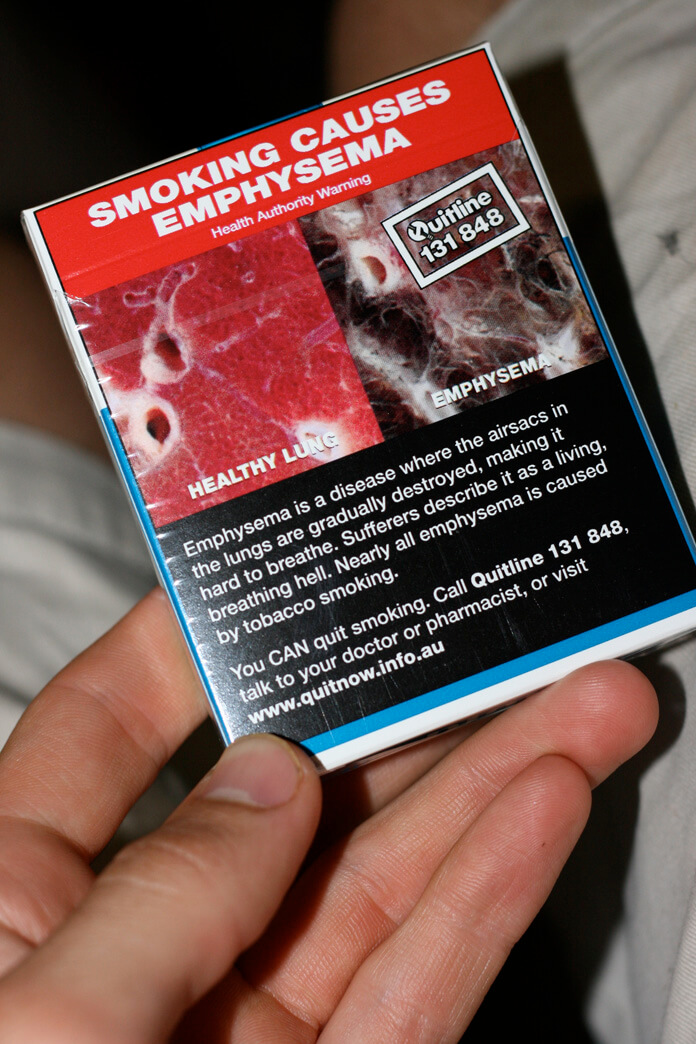 SMOKING CAUSES
EMPHYSEMA
Health Authority Warning
Quitline
131 848
HEALTHY LUNG
EMPHYSEMA
Emphysema is a disease where the airsacs in
the lungs are gradually destroyed, making it
hard to breathe. Sufferers describe it as a living,
breathing hell. Nearly all emphysema is caused
by tobacco smoking.
You CAN quit smoking. Call Quitline 131 848,
talk to your doctor or pharmacist, or visit
www.quitnow.info.au